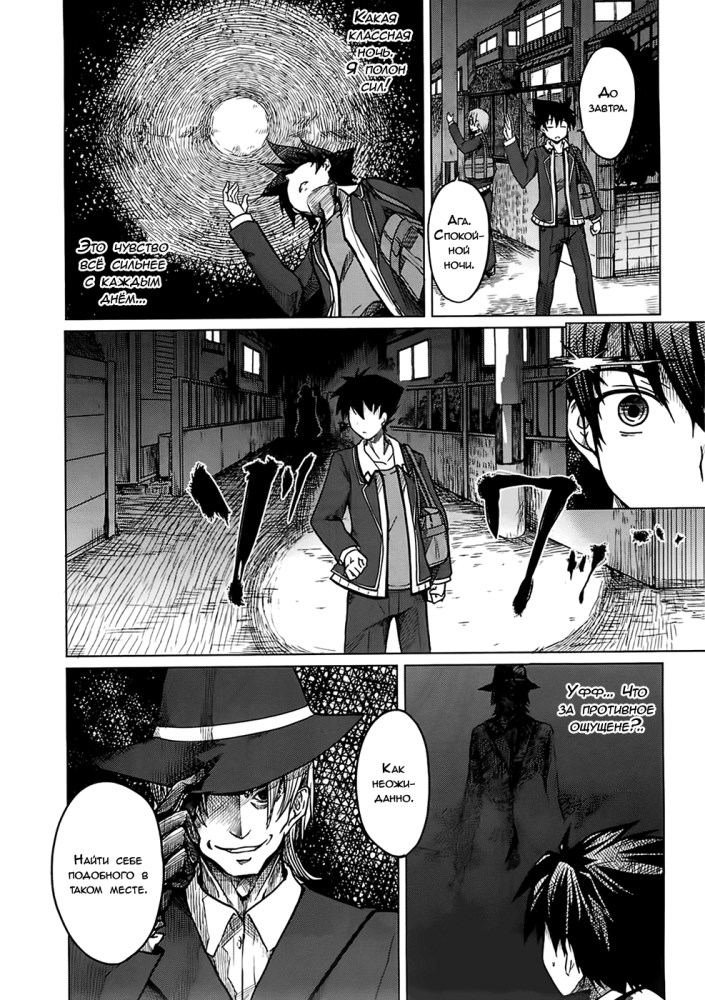 До
завтра.
Ага.
Спокой-
ной
ночи.
Какая
классная
ночь.
Я полон
сил!
Это чувство
всё сильнее
с каждым
днём...
Уфф... Что
за противное
ощущене?..
Как
неожи-
данно.
Найти себе
подобного в
таком месте.